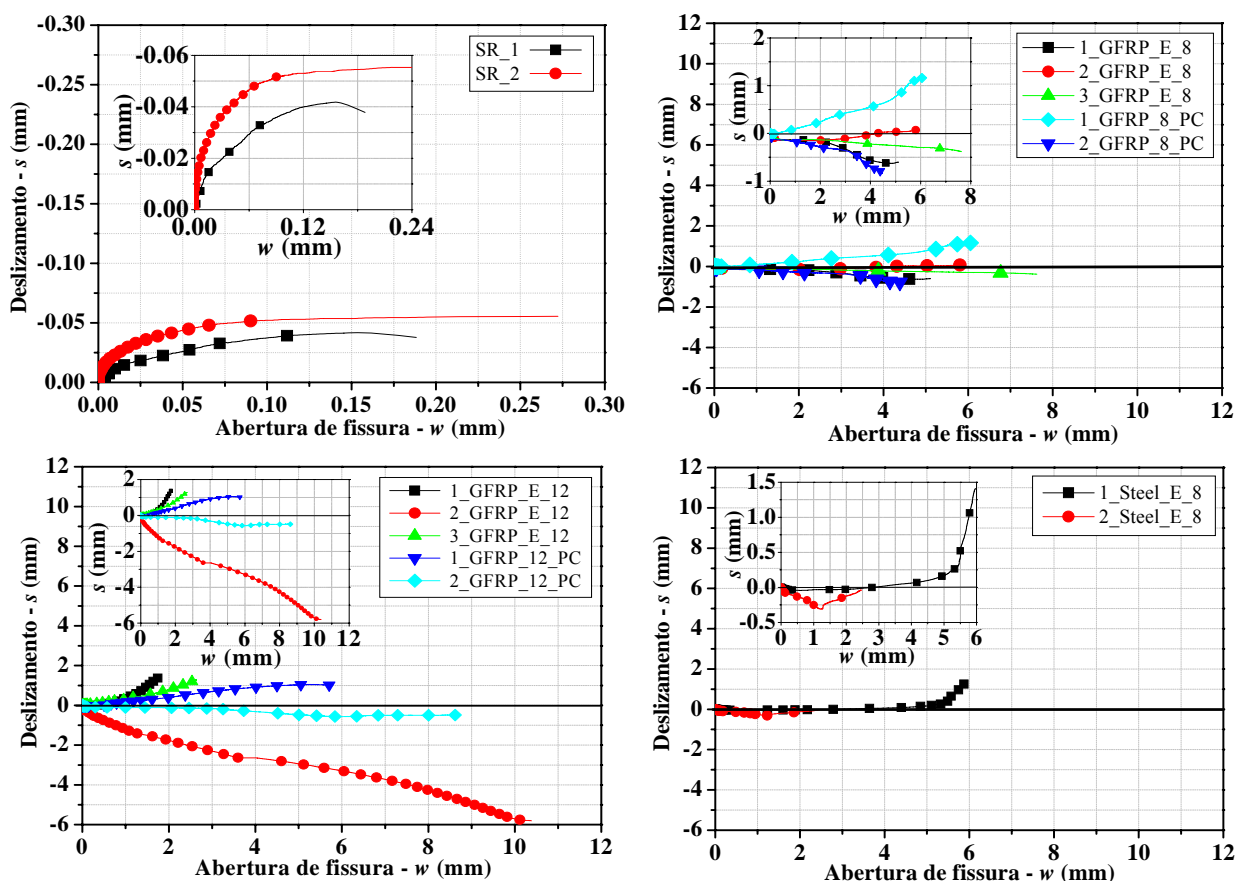 -0.30
-0.25
-0.20
-0.15
-0.10
-0.05
0.00
Deslizamento - s (mm)
0.00 0.05 0.10 0.15 0.20 0.25 0.30
Abertura de fissura - w (mm)
SR_1
SR_2
-0.06
-0.04
-0.02
0.00
s (mm)
0.00 0.12 0.24
w (mm)
12
10
8
6
4
2
0
-2
-4
-6
Deslizamento - s (mm)
0 2 4 6 8 10 12
Abertura de fissura - w (mm)
1_GFRP_E_8
2_GFRP_E_8
3_GFRP_E_8
1_GFRP_8_PC
2_GFRP_8_PC
2
1
0
-1
s (mm)
0 2 4 6 8
w (mm)
12
10
8
6
4
2
0
-2
-4
-6
Deslizamento - s (mm)
0 2 4 6 8 10 12
Abertura de fissura - w (mm)
1_GFRP_E_12
2_GFRP_E_12
3_GFRP_E_12
1_GFRP_12_PC
2_GFRP_12_PC
2
0
-2
-4
-6
s (mm)
0 2 4 6 8 10 12
w (mm)
12
10
8
6
4
2
0
-2
-4
-6
Deslizamento - s (mm)
0 2 4 6 8 10 12
Abertura de fissura - w (mm)
1_Steel_E_8
2_Steel_E_8
1.5
1.0
0.5
0.0
-0.5
s (mm)
0 1 2 3 4 5 6
w (mm)